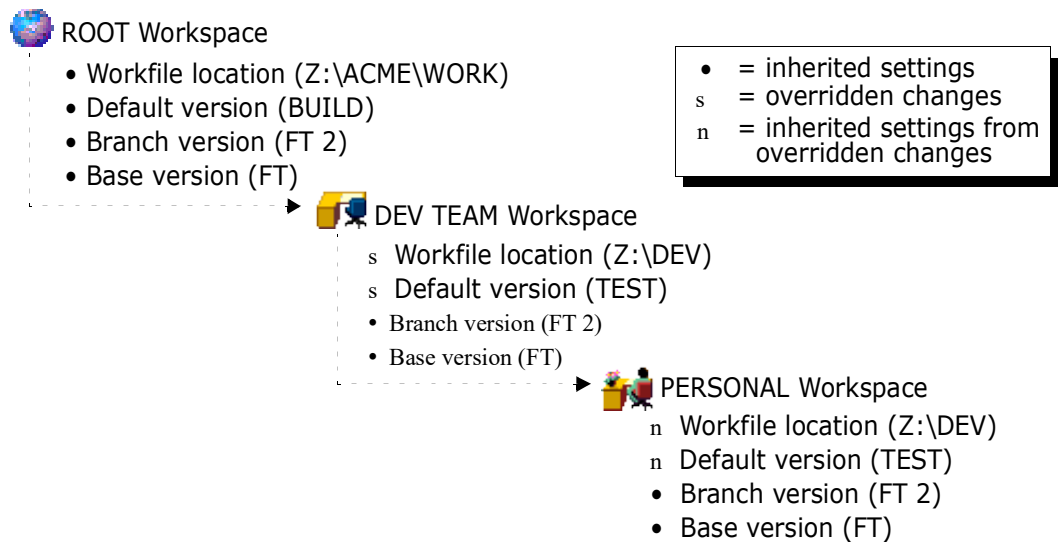 ROOT Workspace
• Workfile location (Z:\ACME\WORK)
• Default version (BUILD)
• Branch version (FT 2)
• Base version (FT)
• = inherited settings
s = overridden changes
n = inherited settings from
overridden changes
DEV TEAM Workspace
s Workfile location (Z:\DEV)
s Default version (TEST)
• Branch version (FT 2)
• Base version (FT)
PERSONAL Workspace
n Workfile location (Z:\DEV)
n Default version (TEST)
• Branch version (FT 2)
• Base version (FT)